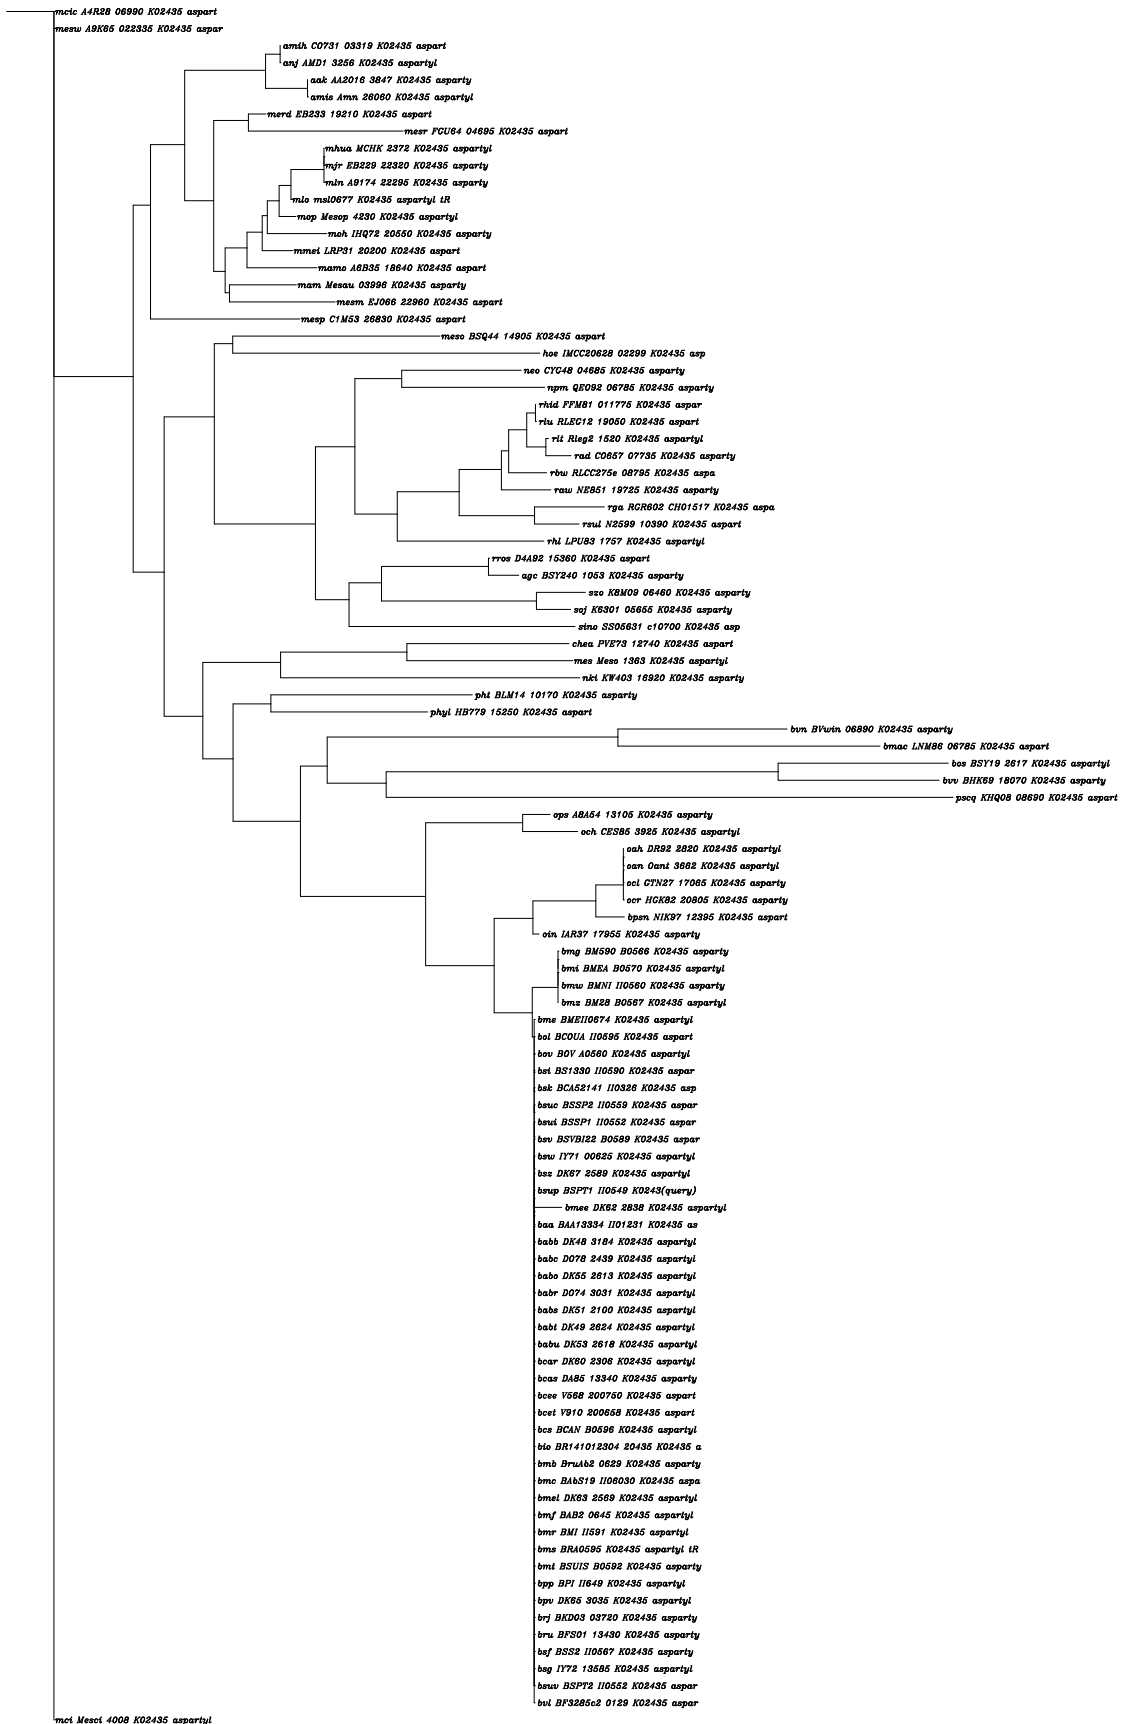 mcic A4R28 06990 K02435 aspart
mesw A9K65 022335 K02435 aspar
amih CO731 03319 K02435 aspart
anj AMD1 3256 K02435 aspartyl
aak AA2016 3847 K02435 asparty
amis Amn 26060 K02435 aspartyl
merd EB233 19210 K02435 aspart
mesr FGU64 04695 K02435 aspart
mhua MCHK 2372 K02435 aspartyl
mjr EB229 22320 K02435 asparty
mln A9174 22295 K02435 asparty
mlo msl0677 K02435 aspartyl tR
mop Mesop 4230 K02435 aspartyl
moh IHQ72 20550 K02435 asparty
mmei LRP31 20200 K02435 aspart
mamo A6B35 18640 K02435 aspart
mam Mesau 03996 K02435 asparty
mesm EJ066 22960 K02435 aspart
mesp C1M53 26830 K02435 aspart
meso BSQ44 14905 K02435 aspart
hoe IMCC20628 02299 K02435 asp
neo CYG48 04685 K02435 asparty
npm QEO92 06785 K02435 asparty
rhid FFM81 011775 K02435 aspar
rlu RLEG12 19050 K02435 aspart
rlt Rleg2 1520 K02435 aspartyl
rad CO657 07735 K02435 asparty
rbw RLCC275e 08795 K02435 aspa
raw NE851 19725 K02435 asparty
rga RGR602 CH01517 K02435 aspa
rsul N2599 10390 K02435 aspart
rhl LPU83 1757 K02435 aspartyl
rros D4A92 15360 K02435 aspart
agc BSY240 1053 K02435 asparty
szo K8M09 06460 K02435 asparty
soj K6301 05655 K02435 asparty
sino SS05631 c10700 K02435 asp
chea PVE73 12740 K02435 aspart
mes Meso 1363 K02435 aspartyl
nki KW403 16920 K02435 asparty
pht BLM14 10170 K02435 asparty
phyl HB779 15250 K02435 aspart
bvn BVwin 06890 K02435 asparty
bmac LNM86 06785 K02435 aspart
bos BSY19 2617 K02435 aspartyl
bvv BHK69 18070 K02435 asparty
pscq KHQ08 08690 K02435 aspart
ops A8A54 13105 K02435 asparty
och CES85 3925 K02435 aspartyl
oah DR92 2820 K02435 aspartyl
oan Oant 3662 K02435 aspartyl
ocl GTN27 17065 K02435 asparty
ocr HGK82 20805 K02435 asparty
bpsn NIK97 12395 K02435 aspart
oin IAR37 17955 K02435 asparty
bmg BM590 B0566 K02435 asparty
bmi BMEA B0570 K02435 aspartyl
bmw BMNI II0560 K02435 asparty
bmz BM28 B0567 K02435 aspartyl
bme BMEII0674 K02435 aspartyl
bol BCOUA II0595 K02435 aspart
bov BOV A0560 K02435 aspartyl
bsi BS1330 II0590 K02435 aspar
bsk BCA52141 II0326 K02435 asp
bsuc BSSP2 II0559 K02435 aspar
bsui BSSP1 II0552 K02435 aspar
bsv BSVBI22 B0589 K02435 aspar
bsw IY71 00625 K02435 aspartyl
bsz DK67 2589 K02435 aspartyl
bsup BSPT1 II0549 K0243(query)
bmee DK62 2838 K02435 aspartyl
baa BAA13334 II01231 K02435 as
babb DK48 3184 K02435 aspartyl
babc DO78 2439 K02435 aspartyl
babo DK55 2613 K02435 aspartyl
babr DO74 3031 K02435 aspartyl
babs DK51 2100 K02435 aspartyl
babt DK49 2624 K02435 aspartyl
babu DK53 2618 K02435 aspartyl
bcar DK60 2306 K02435 aspartyl
bcas DA85 13340 K02435 asparty
bcee V568 200750 K02435 aspart
bcet V910 200658 K02435 aspart
bcs BCAN B0596 K02435 aspartyl
bio BR141012304 20435 K02435 a
bmb BruAb2 0629 K02435 asparty
bmc BAbS19 II06030 K02435 aspa
bmel DK63 2569 K02435 aspartyl
bmf BAB2 0645 K02435 aspartyl
bmr BMI II591 K02435 aspartyl
bms BRA0595 K02435 aspartyl tR
bmt BSUIS B0592 K02435 asparty
bpp BPI II649 K02435 aspartyl
bpv DK65 3035 K02435 aspartyl
brj BKD03 03720 K02435 asparty
bru BFS01 13430 K02435 asparty
bsf BSS2 II0567 K02435 asparty
bsg IY72 13585 K02435 aspartyl
bsuv BSPT2 II0552 K02435 aspar
bvl BF3285c2 0129 K02435 aspar
mci Mesci 4008 K02435 aspartyl